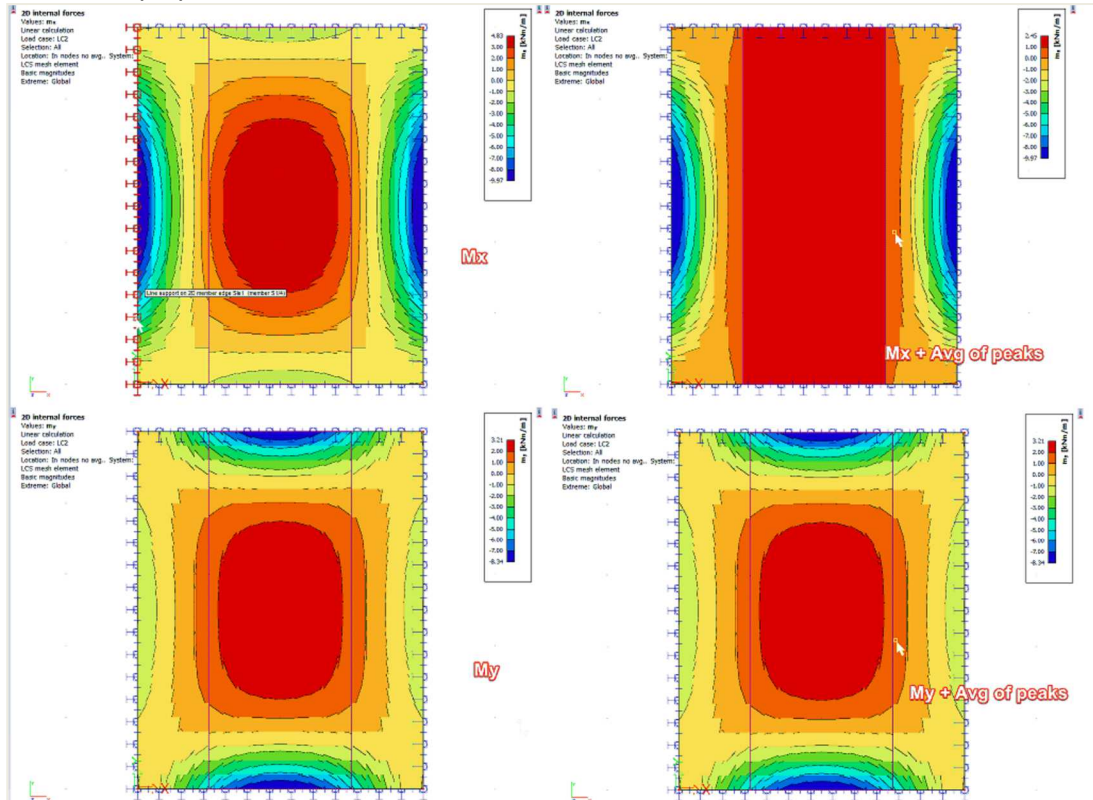 2D internal forces
Values: mx
Linear calculation
Load case: LC2
Selection: All
Location: In nodes no avg.. System:
LCS mesh element
Basic magnitudes
Extreme: Global
mx [kNm/m]
4.83
3.00
2.00
1.00
0.00
-1.00
-2.00
-3.00
-4.00
-5.00
-6.00
-7.00
-8.00
-9.97
Mx
2D internal forces
Values: mx
Linear calculation
Load case: LC2
Selection: All
Location: In nodes no avg.. System:
LCS mesh element
Basic magnitudes
Extreme: Global
mx [kNm/m]
2.45
1.00
0.00
-1.00
-2.00
-3.00
-4.00
-5.00
-6.00
-7.00
-8.00
-9.97
Mx + Avg of peaks
2D internal forces
Values: my
Linear calculation
Load case: LC2
Selection: All
Location: In nodes no avg.. System:
LCS mesh element
Basic magnitudes
Extreme: Global
my [kNm/m]
3.21
2.00
1.00
0.00
-1.00
-2.00
-3.00
-4.00
-5.00
-6.00
-7.00
-8.34
My
2D internal forces
Values: my
Linear calculation
Load case: LC2
Selection: All
Location: In nodes no avg.. System:
LCS mesh element
Basic magnitudes
Extreme: Global
my [kNm/m]
3.21
2.00
1.00
0.00
-1.00
-2.00
-3.00
-4.00
-5.00
-6.00
-7.00
-8.34
My + Avg of peaks